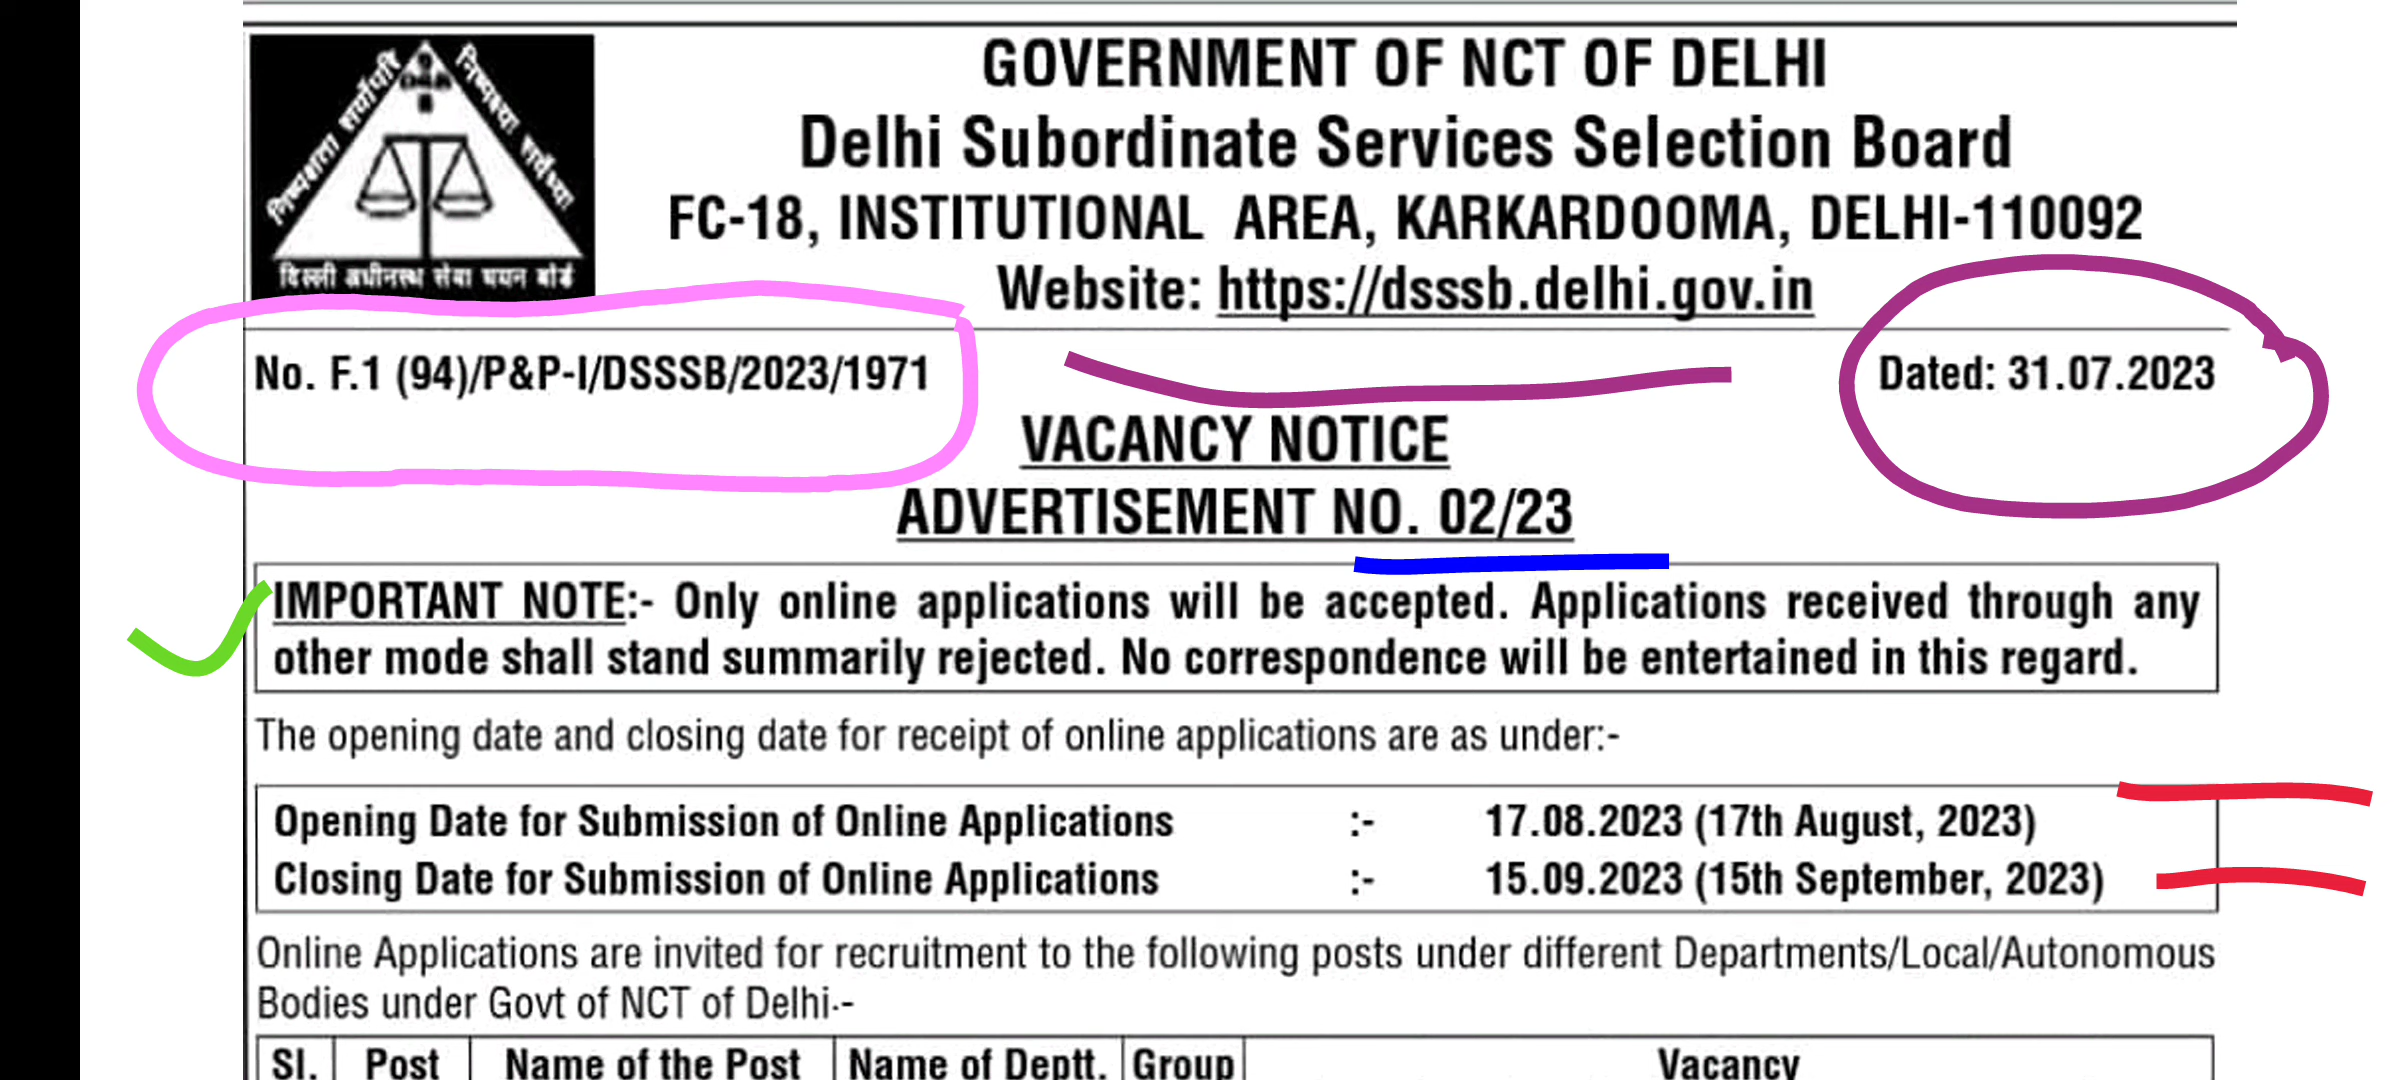 निष्पक्षता सर्वोपरि
दिल्ली अधीनस्थ सेवा चयन बोर्ड
GOVERNMENT OF NCT OF DELHI
Delhi Subordinate Services Selection Board
FC-18, INSTITUTIONAL AREA, KARKARDOOMA, DELHI-110092
Website: https://dsssb.delhi.gov.in
No. F.1 (94)/P&P-I/DSSSB/2023/1971 Dated: 31.07.2023
VACANCY NOTICE
ADVERTISEMENT NO. 02/23
IMPORTANT NOTE:- Only online applications will be accepted. Applications received through any
other mode shall stand summarily rejected. No correspondence will be entertained in this regard.
The opening date and closing date for receipt of online applications are as under:-
Opening Date for Submission of Online Applications :- 17.08.2023 (17th August, 2023)
Closing Date for Submission of Online Applications :- 15.09.2023 (15th September, 2023)
Online Applications are invited for recruitment to the following posts under different Departments/Local/Autonomous
Bodies under Govt of NCT of Delhi-
Sl. Post Name of the Post Name of Deptt. Group Vacancy